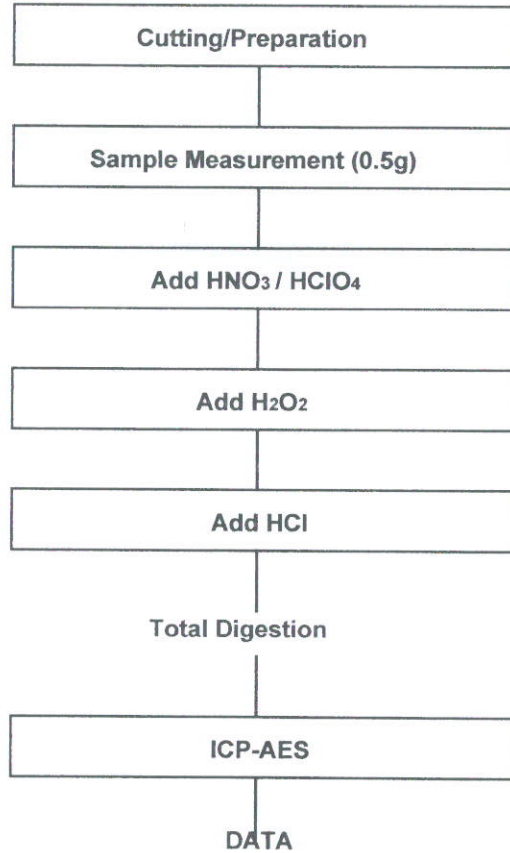 Cutting/Preparation
Sample Measurement (0.5g)
Add HNO₃ / HClO₄
Add H₂O₂
Add HCl
Total Digestion
ICP-AES
DATA